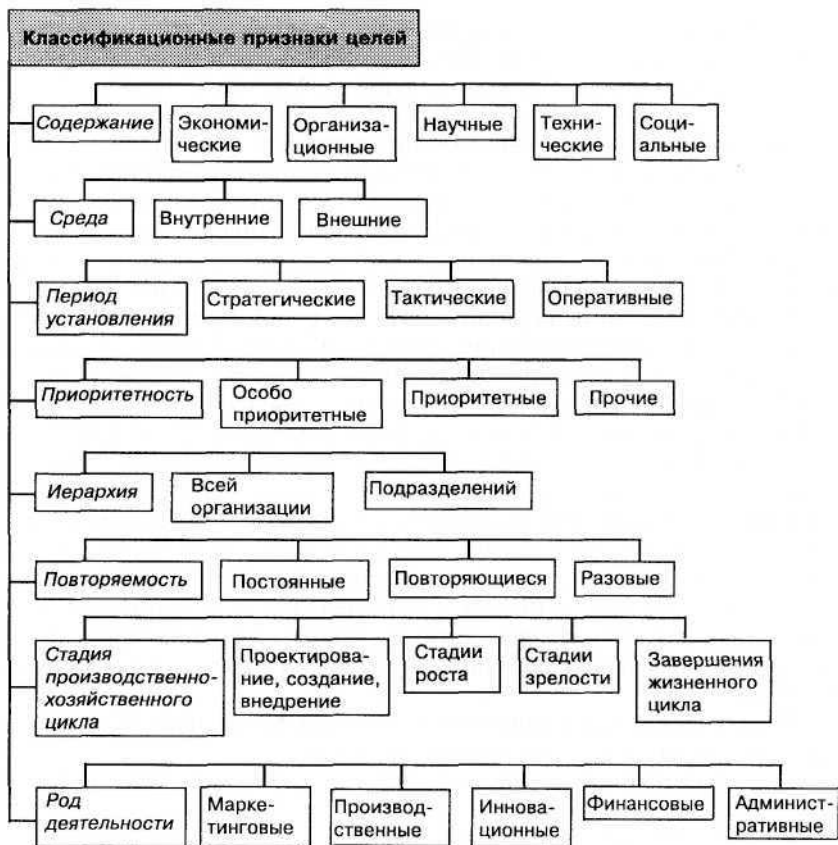 Классификационные признаки целей
Содержание
Экономи-
ческие
Организа-
ционные
Научные
Техни-
ческие
Соци-
альные
Среда
Внутренние
Внешние
Период
установления
Стратегические
Тактические
Оперативные
Приоритетность
Особо
приоритетные
Приоритетные
Прочие
Иерархия
Всей
организации
Подразделений
Повторяемость
Постоянные
Повторяющиеся
Разовые
Стадия
производственно-
хозяйственного
цикла
Проектирова-
ние, создание,
внедрение
Стадии
роста
Стадии
зрелости
Завершения
жизненного
цикла
Род
деятельности
Марке-
тинговые
Производ-
ственные
Иннова-
ционные
Финансовые
Админист-
ративные